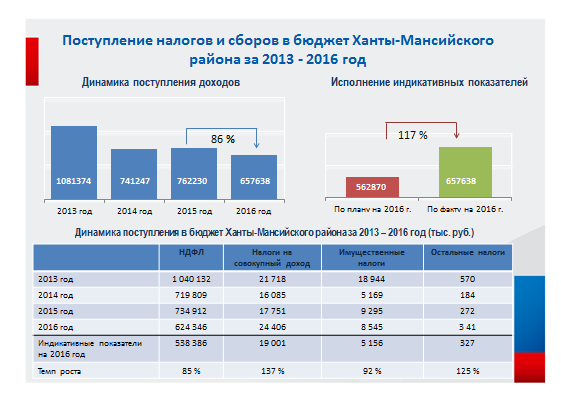 Поступление налогов и сборов в бюджет Ханты-Мансийского
района за 2013 - 2016 год
Динамика поступления доходов
Исполнение индикативных показателей
86 %
1081374 741247 762230 657638
2013 год 2014 год 2015 год 2016 год
117 %
562870 657638
По плану на 2016 г. По факту на 2016 г.
Динамика поступления в бюджет Ханты-Мансийского района за 2013 – 2016 год (тыс. руб.)
НДФЛ Налоги на Имущественные Остальные налоги
совокупный доход налоги
2013 год 1 040 132 21 718 18 944 570
2014 год 719 809 16 085 5 169 184
2015 год 734 912 17 751 9 295 272
2016 год 624 346 24 406 8 545 3 41
Индикативные показатели 538 386 19 001 5 156 327
на 2016 год
Темп роста 85 % 137 % 92 % 125 %